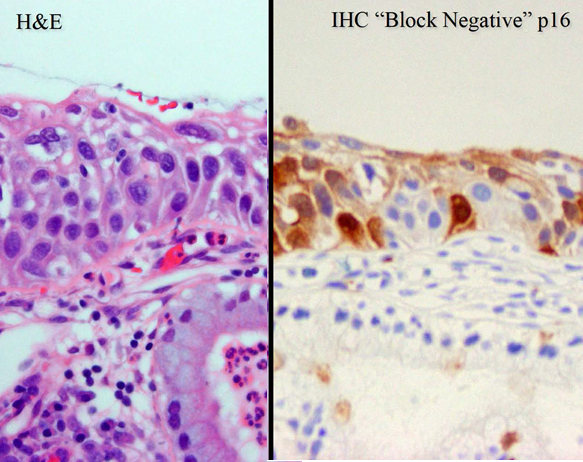 H&E
IHC “Block Negative” p16